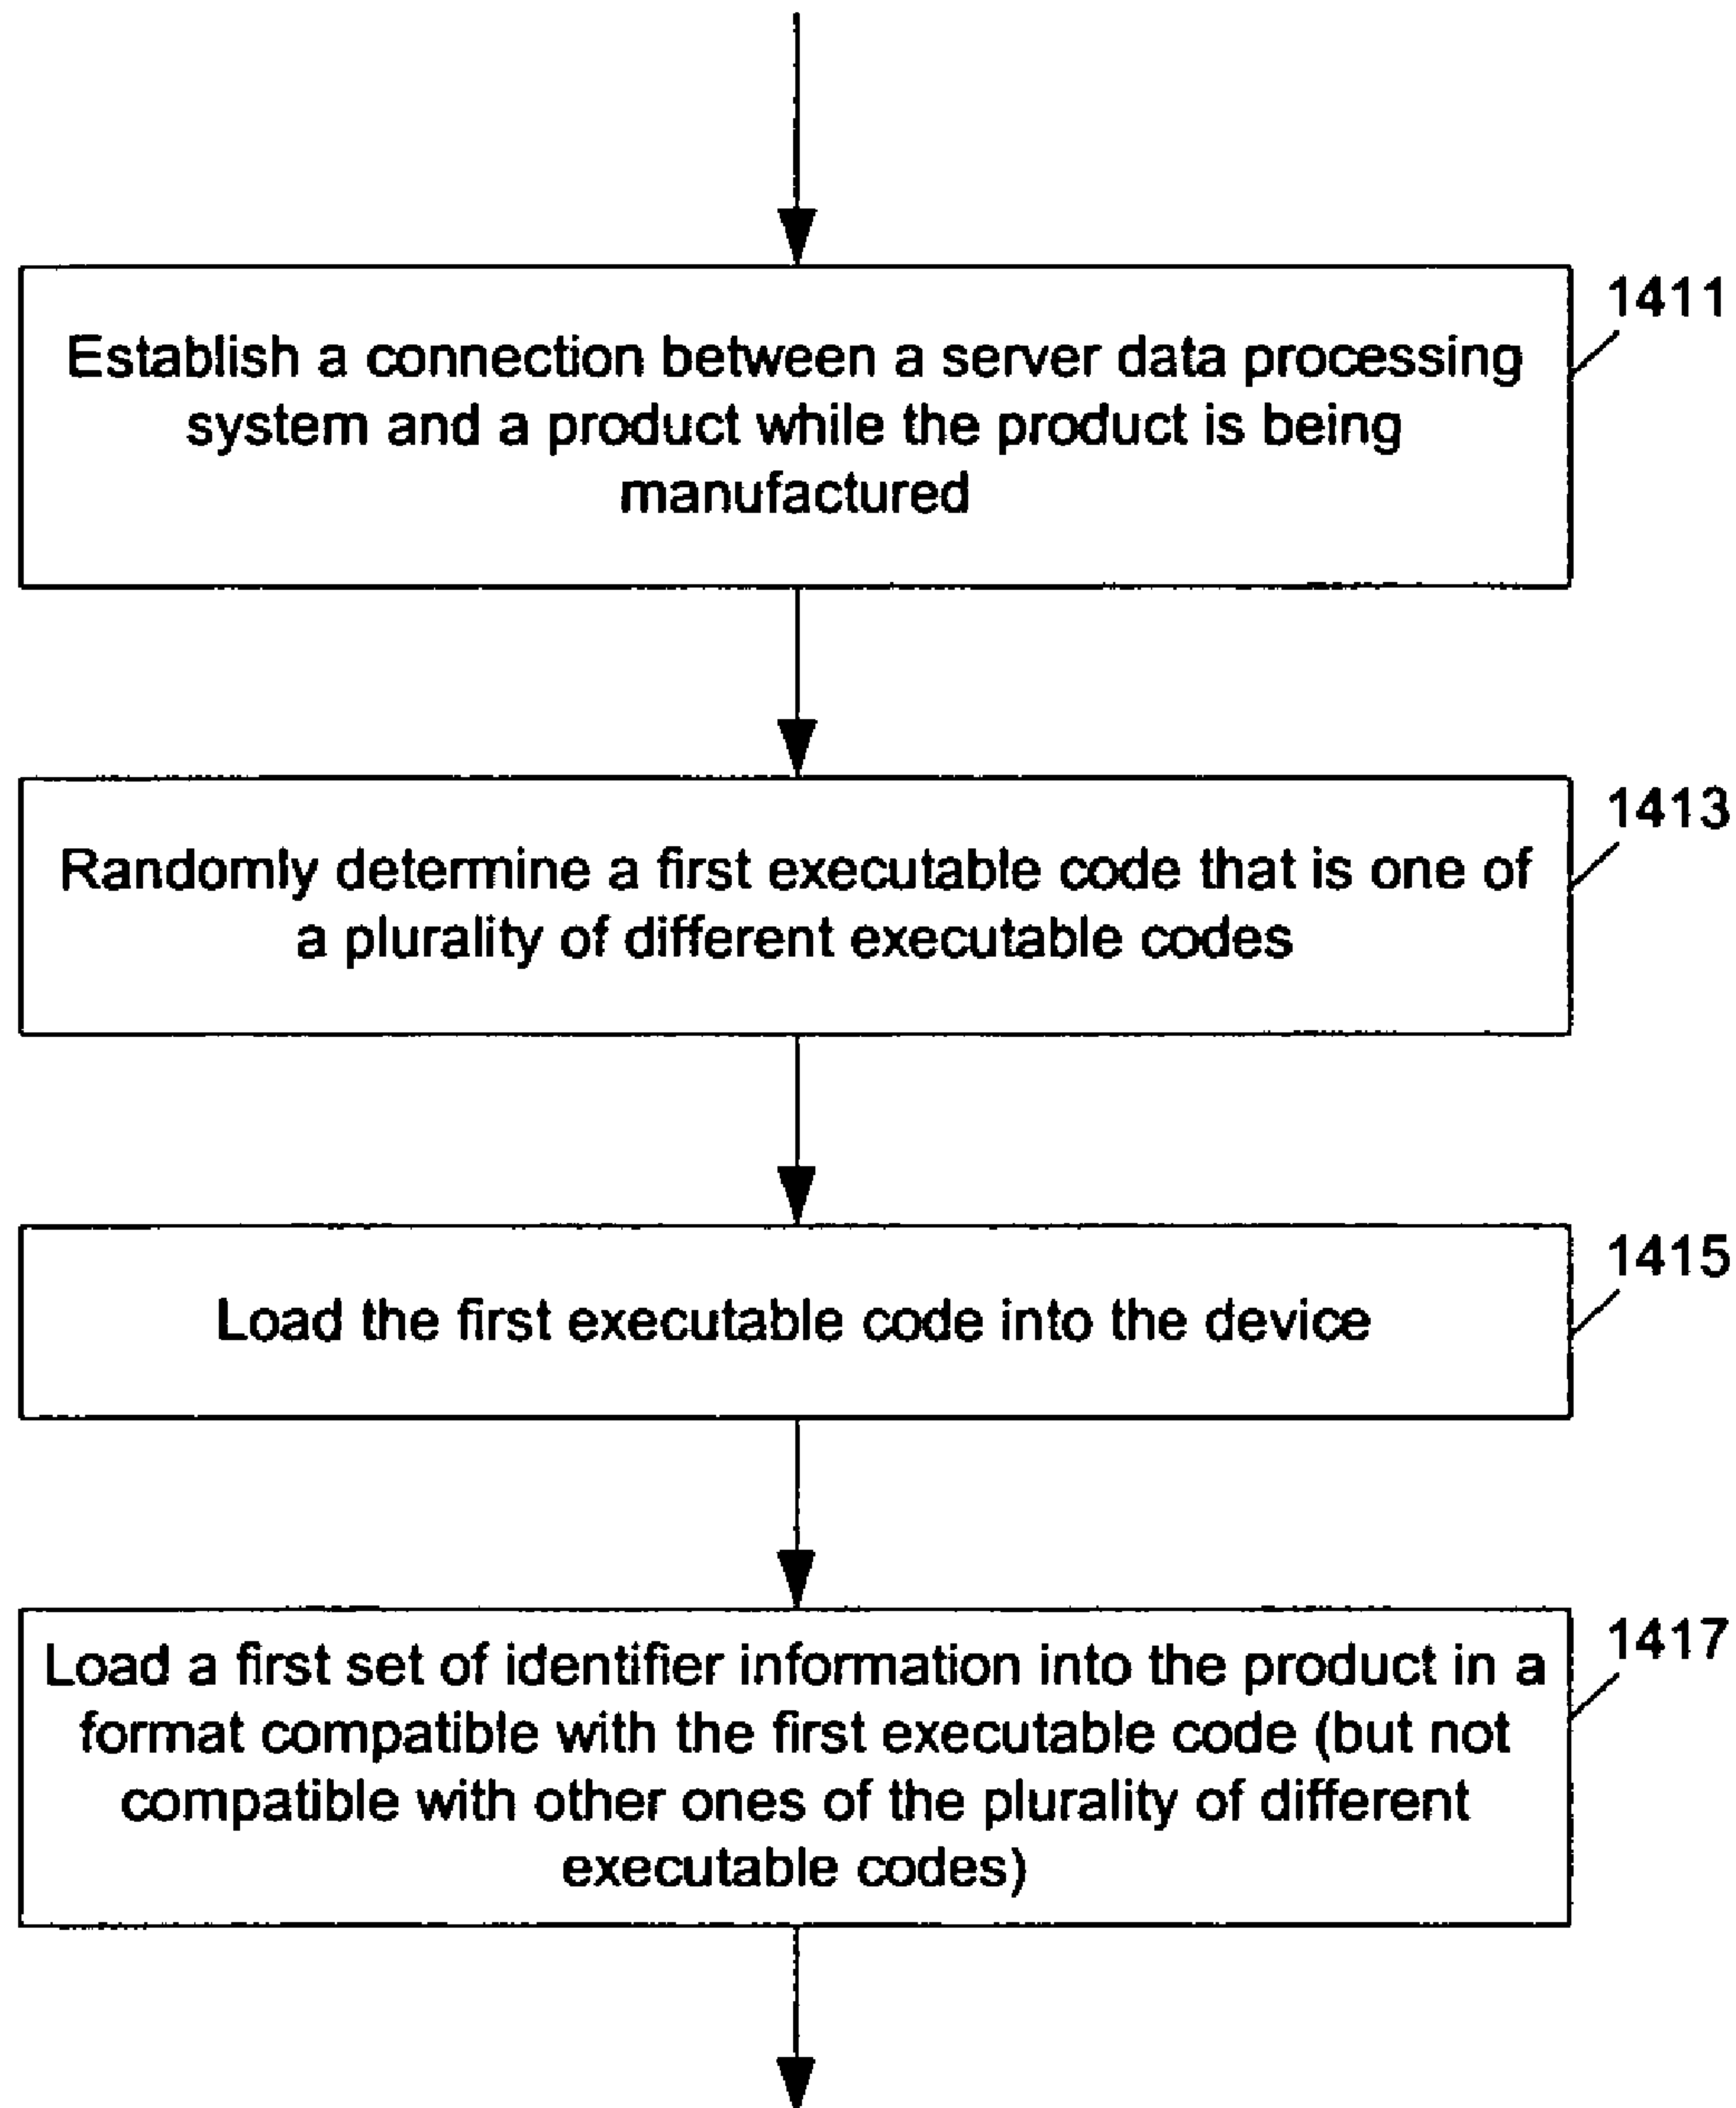 1411
Establish a connection between a server data processing
system and a product while the product is being
manufactured
1413
Randomly determine a first executable code that is one of
a plurality of different executable codes
1415
Load the first executable code into the device
1417
Load a first set of identifier information into the product in a
format compatible with the first executable code (but not
compatible with other ones of the plurality of different
executable codes)